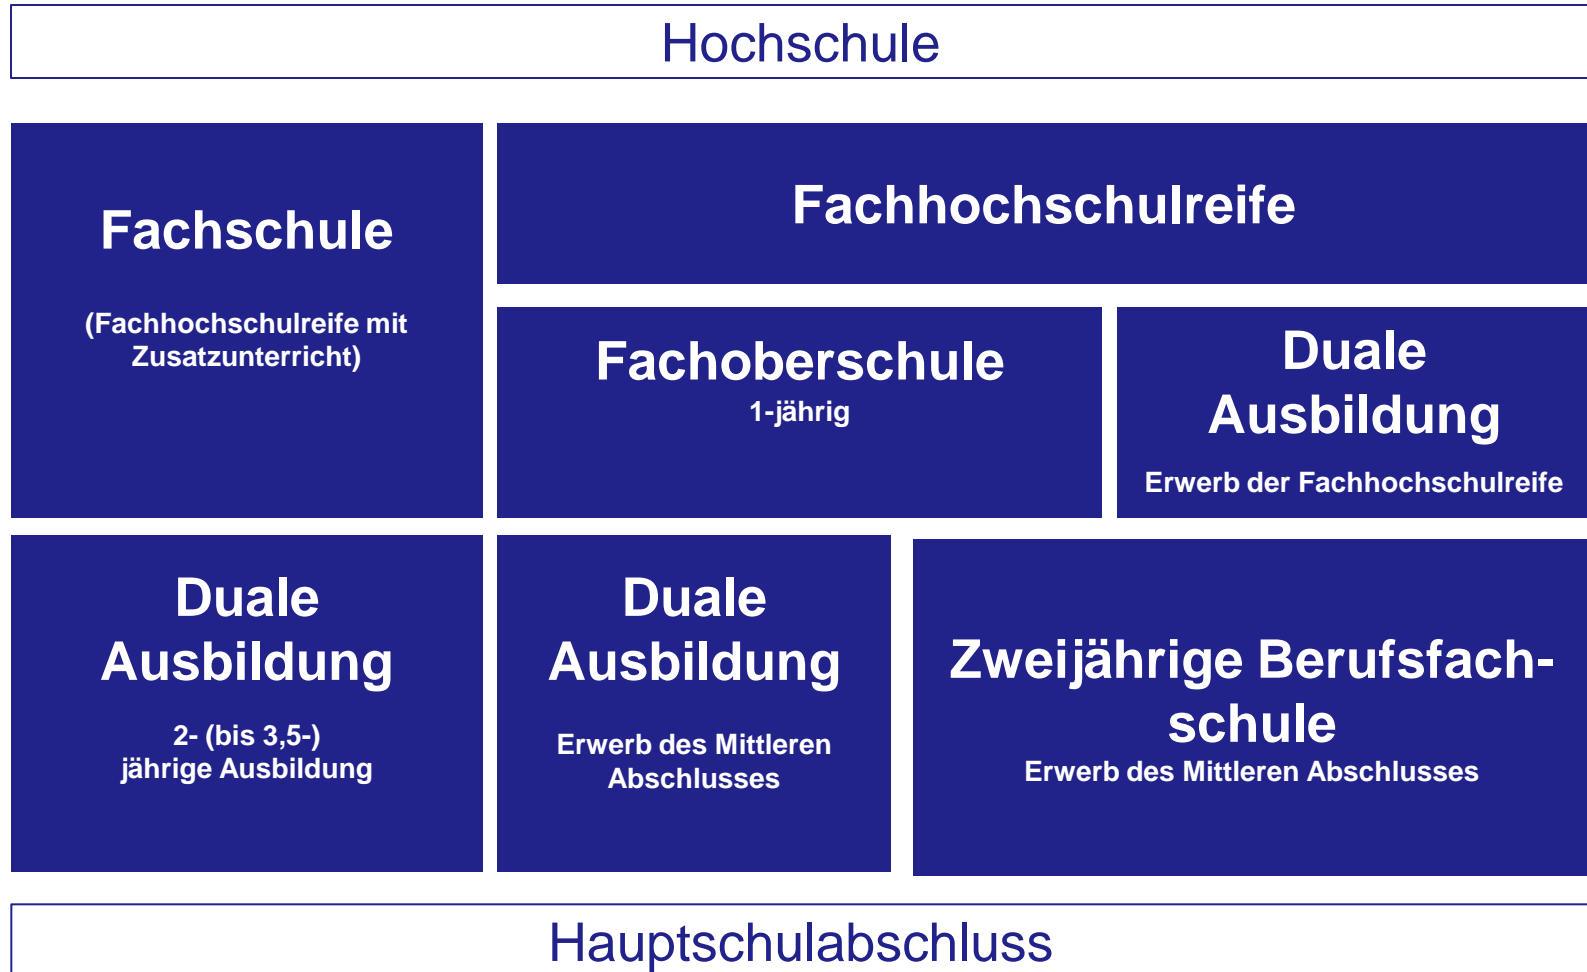 Hochschule
Fachschule
(Fachhochschulreife mit
Zusatzunterricht)
Fachhochschulreife
Fachoberschule
1-jährig
Duale
Ausbildung
Erwerb der Fachhochschulreife
Duale
Ausbildung
2- (bis 3,5-)
jährige Ausbildung
Duale
Ausbildung
Erwerb des Mittleren
Abschlusses
Zweijährige Berufsfach-
schule
Erwerb des Mittleren Abschlusses
Hauptschulabschluss